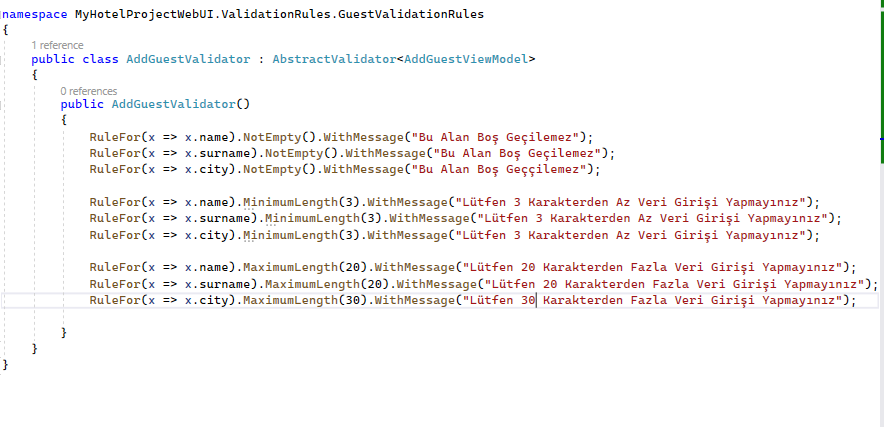 namespace MyHotelProjectWebUI.ValidationRules.GuestValidationRules
{
1 reference
public class AddGuestValidator : AbstractValidator<AddGuestViewModel>
{
0 references
public AddGuestValidator()
{
RuleFor(x => x.name).NotEmpty().WithMessage("Bu Alan Boş Geçilemez");
RuleFor(x => x.surname).NotEmpty().WithMessage("Bu Alan Boş Geçilemez");
RuleFor(x => x.city).NotEmpty().WithMessage("Bu Alan Boş Geççilemez");
RuleFor(x => x.name).MinimumLength(3).WithMessage("Lütfen 3 Karakterden Az Veri Girişi Yapmayınız");
RuleFor(x => x.surname).MinimumLength(3).WithMessage("Lütfen 3 Karakterden Az Veri Girişi Yapmayınız");
RuleFor(x => x.city).MinimumLength(3).WithMessage("Lütfen 3 Karakterden Az Veri Girişi Yapmayınız");
RuleFor(x => x.name).MaximumLength(20).WithMessage("Lütfen 20 Karakterden Fazla Veri Girişi Yapmayınız");
RuleFor(x => x.surname).MaximumLength(20).WithMessage("Lütfen 20 Karakterden Fazla Veri Girişi Yapmayınız");
RuleFor(x => x.city).MaximumLength(30).WithMessage("Lütfen 30 Karakterden Fazla Veri Girişi Yapmayınız");
}
}
}